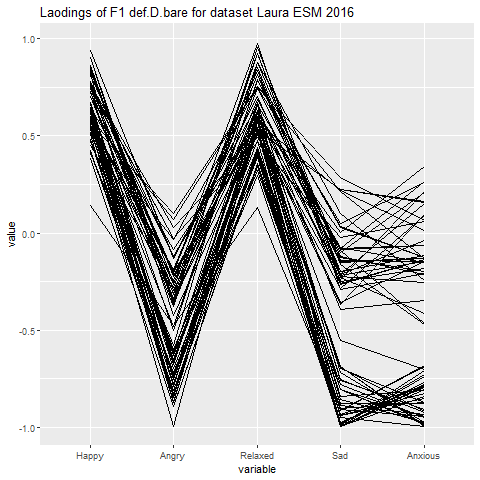 Laodings of F1 def.D.bare for dataset Laura ESM 2016
1.0
0.5
0.0
-0.5
-1.0
value
Happy Angry Relaxed Sad Anxious
variable